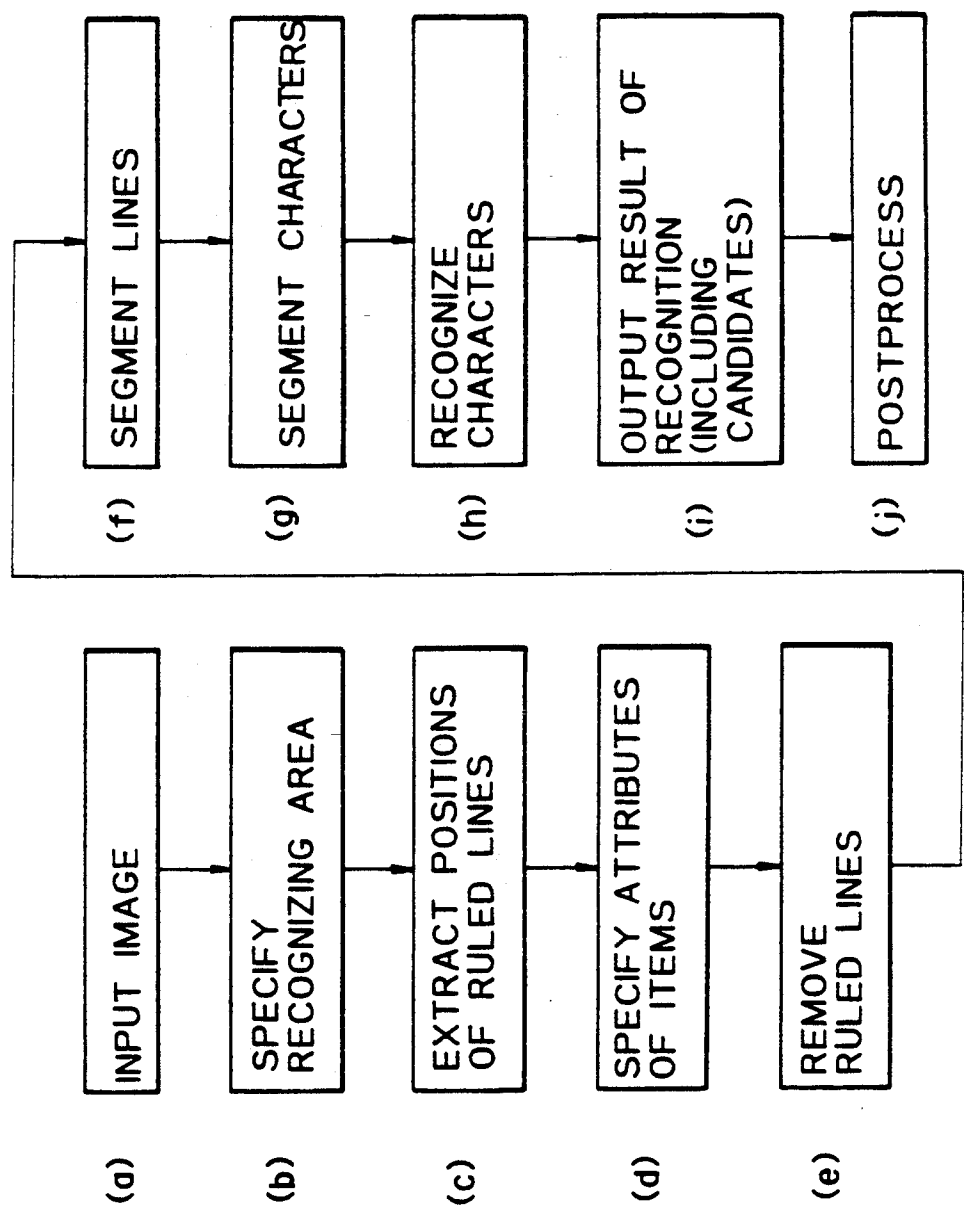 (a)
INPUT IMAGE
(b)
SPECIFY
RECOGNIZING AREA
(c)
EXTRACT POSITIONS
OF RULED LINES
(d)
SPECIFY ATTRIBUTES
OF ITEMS
(e)
REMOVE
RULED LINES
(f)
SEGMENT LINES
(g)
SEGMENT CHARACTERS
(h)
RECOGNIZE
CHARACTERS
(i)
OUTPUT RESULT OF
RECOGNITION
(INCLUDING
CANDIDATES)
(j)
POSTPROCESS